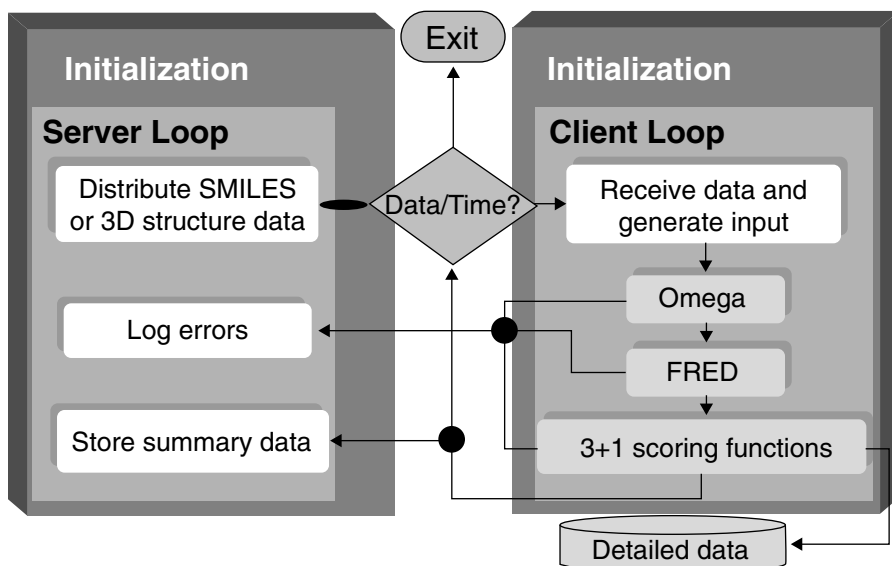 Exit
Initialization
Server Loop
Distribute SMILES
or 3D structure data
Log errors
Store summary data
Data/Time?
Initialization
Client Loop
Receive data and
generate input
Omega
FRED
3+1 scoring functions
Detailed data